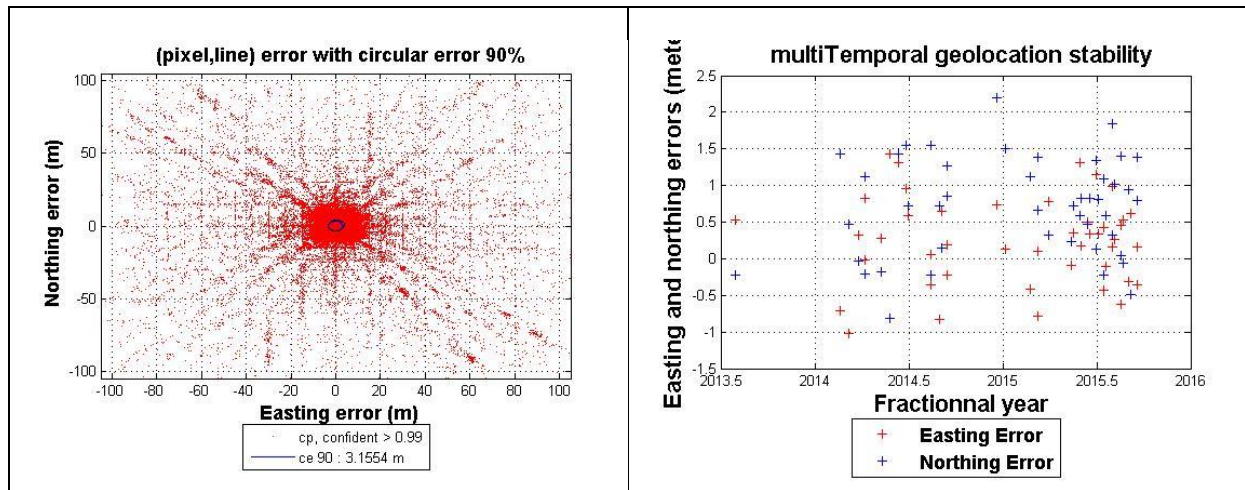 (pixel,line) error with circular error 90%
Northing error (m)
100
50
0
-50
-100
-100 -80 -60 -40 -20 0 20 40 60 80 100
Easting error (m)
cp, confident > 0.99
ce 90 : 3.1554 m
multiTemporal geolocation stability
Easting and northing errors (mete
2.5
2
1.5
1
0.5
0
-0.5
-1
-1.5
2013.5 2014 2014.5 2015 2015.5 2016
Fractionnal year
Easting Error
Northing Error